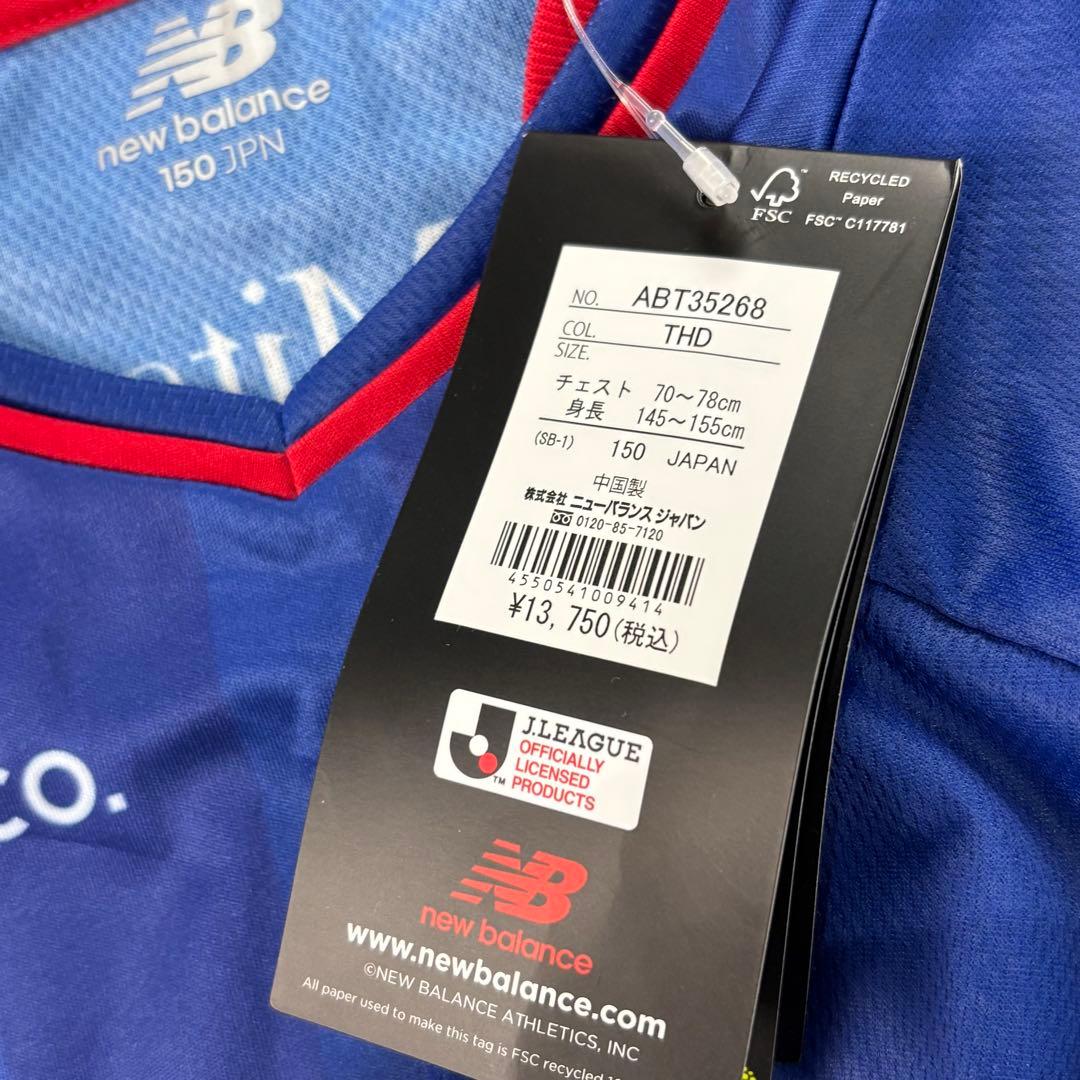 NB
new balance
150 JPN
co.
FSC™
RECYCLED
Paper
FSC™ C117781
NO. ABT35268
COL. THD
SIZE.
チェスト 70～78cm
身長 145～155cm
(SB-1) 150 JAPAN
中国製
株式会社 ニューバランス ジャパン
0120-85-7120
4550541009414
¥13,750(税込)
J.LEAGUE
OFFICIALLY
LICENSED
PRODUCTS
TM
NB
new balance
www.newbalance.com
©NEW BALANCE ATHLETICS, INC
All paper used to make this tag is FSC recycled